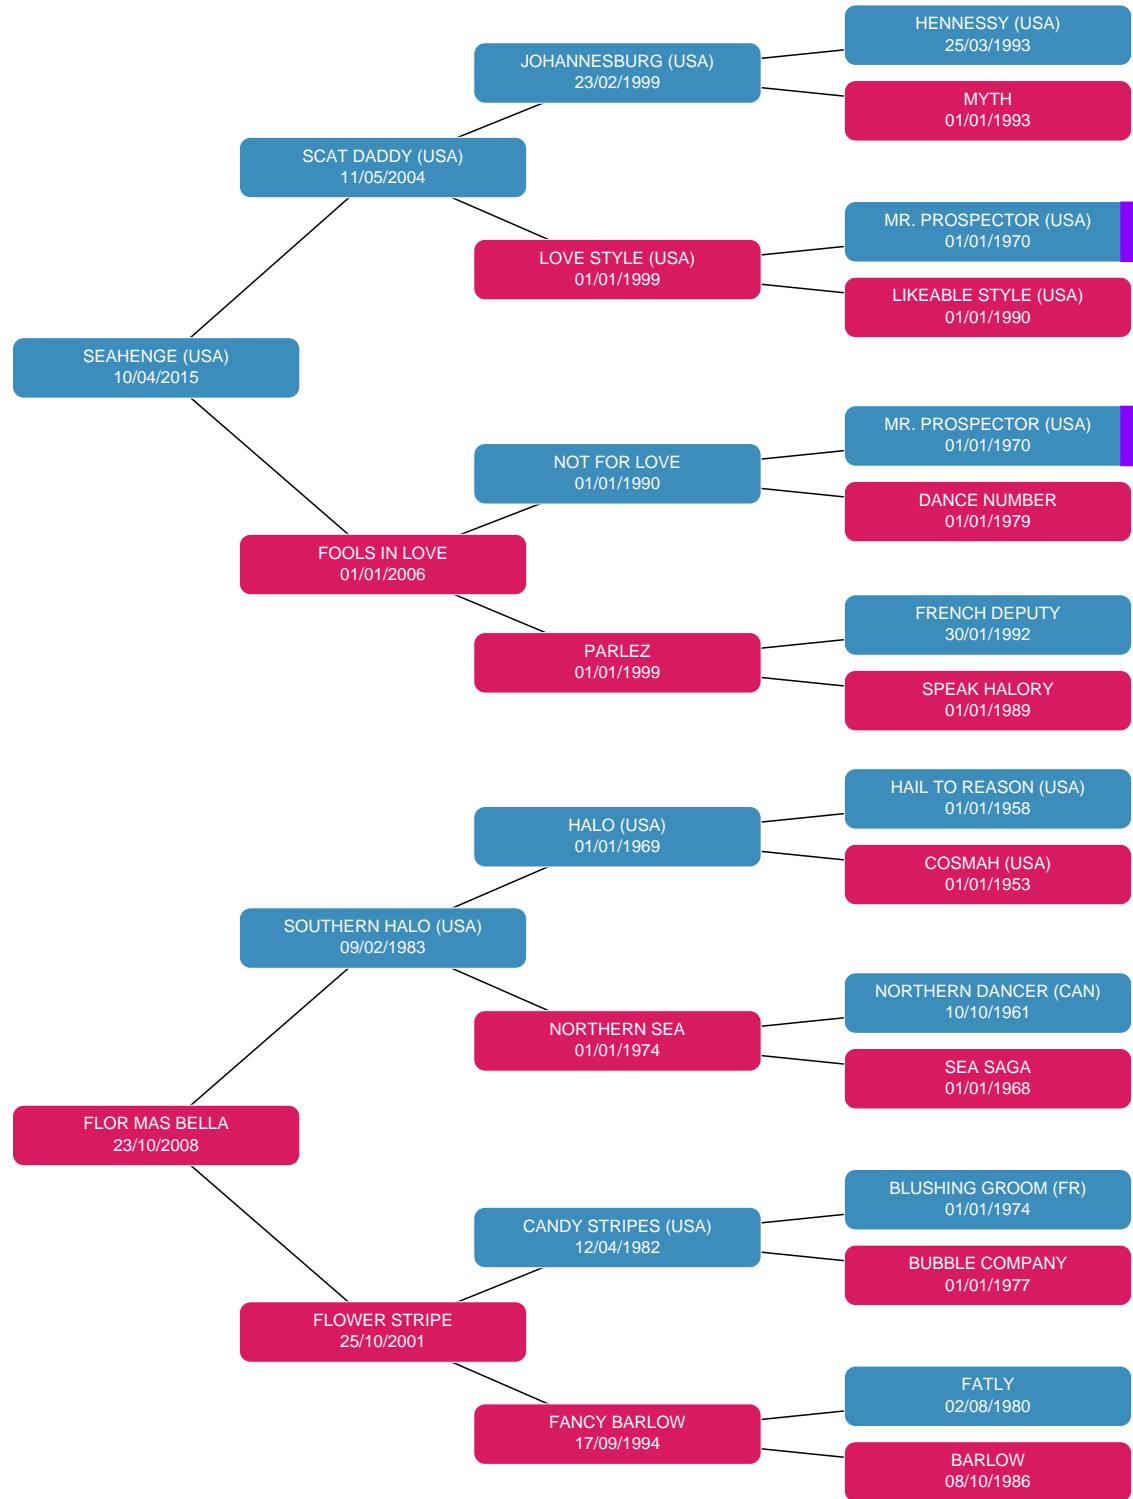 HENNESSY (USA)
25/03/1993
JOHANNESBURG (USA)
23/02/1999
MYTH
01/01/1993
SCAT DADDY (USA)
11/05/2004
MR. PROSPECTOR (USA)
01/01/1970
LOVE STYLE (USA)
01/01/1999
LIKEABLE STYLE (USA)
01/01/1990
SEAHENGE (USA)
10/04/2015
MR. PROSPECTOR (USA)
01/01/1970
NOT FOR LOVE
01/01/1990
DANCE NUMBER
01/01/1979
FOOLS IN LOVE
01/01/2006
FRENCH DEPUTY
30/01/1992
PARLEZ
01/01/1999
SPEAK HALORY
01/01/1989
HAIL TO REASON (USA)
01/01/1958
HALO (USA)
01/01/1969
COSMAH (USA)
01/01/1953
SOUTHERN HALO (USA)
09/02/1983
NORTHERN DANCER (CAN)
10/10/1961
NORTHERN SEA
01/01/1974
SEA SAGA
01/01/1968
FLOR MAS BELLA
23/10/2008
BLUSHING GROOM (FR)
01/01/1974
CANDY STRIPES (USA)
12/04/1982
BUBBLE COMPANY
01/01/1977
FLOWER STRIPE
25/10/2001
FATLY
02/08/1980
FANCY BARLOW
17/09/1994
BARLOW
08/10/1986